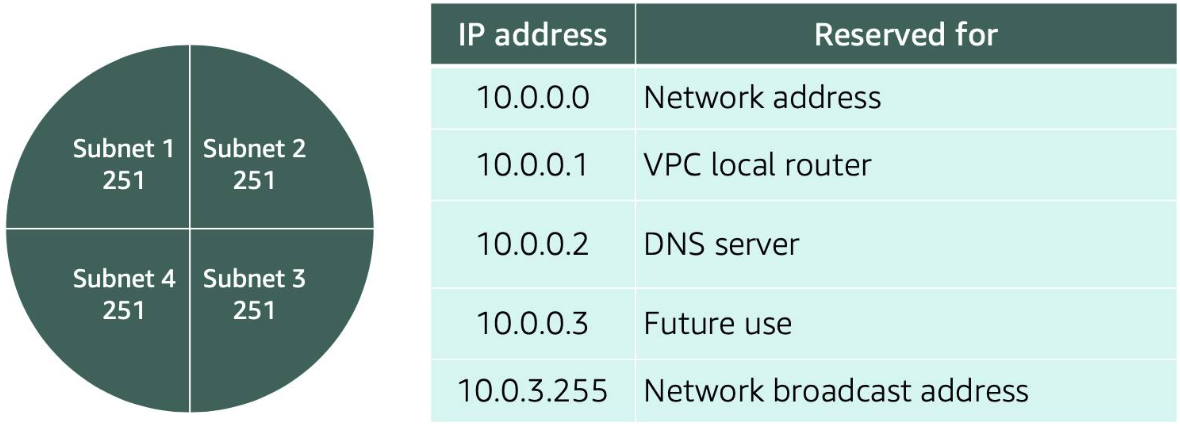 Subnet 1
251
Subnet 2
251
Subnet 4
251
Subnet 3
251
IP address Reserved for
10.0.0.0 Network address
10.0.0.1 VPC local router
10.0.0.2 DNS server
10.0.0.3 Future use
10.0.3.255 Network broadcast address